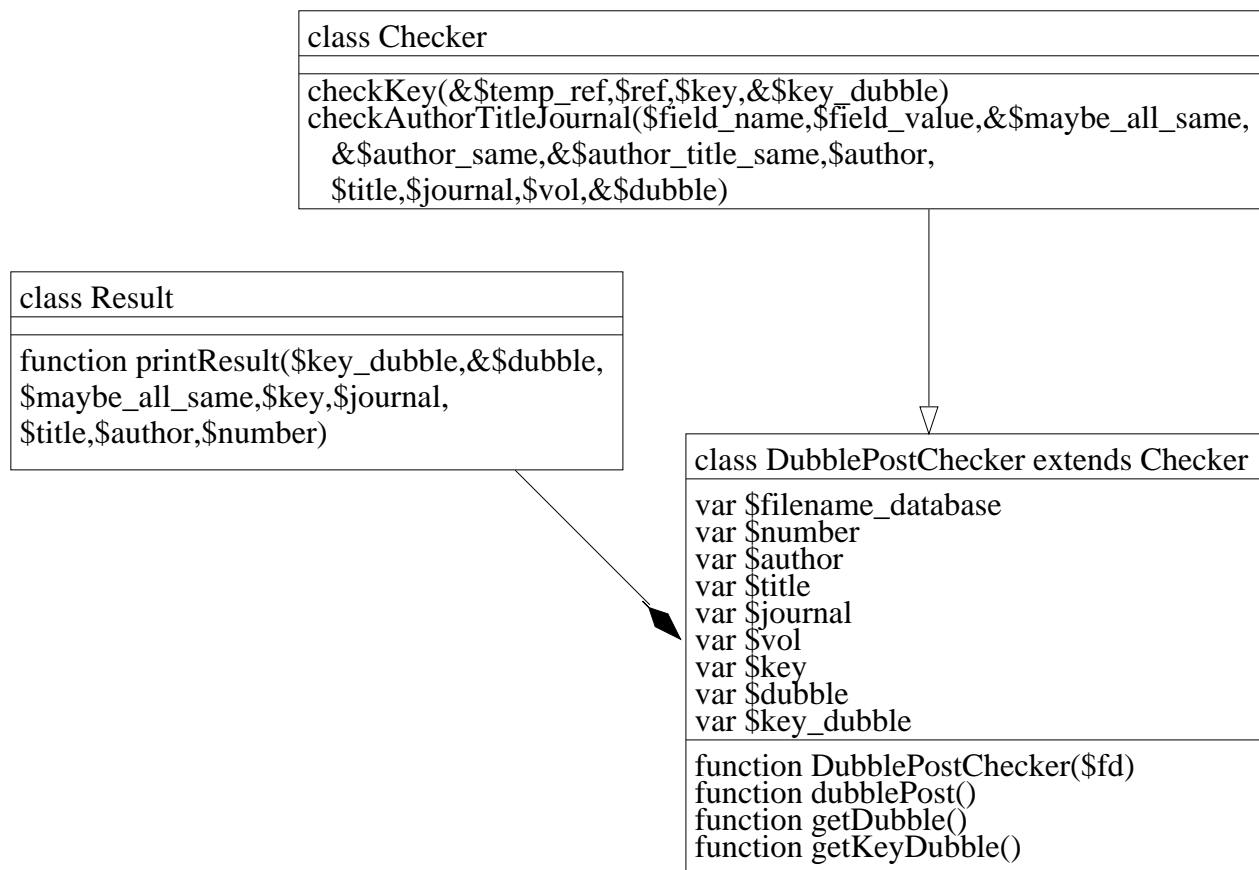 class Checker
checkKey(&$temp_ref,$ref,$key,&$key_dubble)
checkAuthorTitleJournal($field_name,$field_value,&$maybe_all_same,
&$author_same,&$author_title_same,$author,
$title,$journal,$vol,&$dubble)
class Result
function printResult($key_dubble,&$dubble,
$maybe_all_same,$key,$journal,
$title,$author,$number)
class DubblePostChecker extends Checker
var $filename_database
var $number
var $author
var $title
var $journal
var $vol
var $key
var $dubble
var $key_dubble
function DubblePostChecker($fd)
function dubblePost()
function getDubble()
function getKeyDubble()